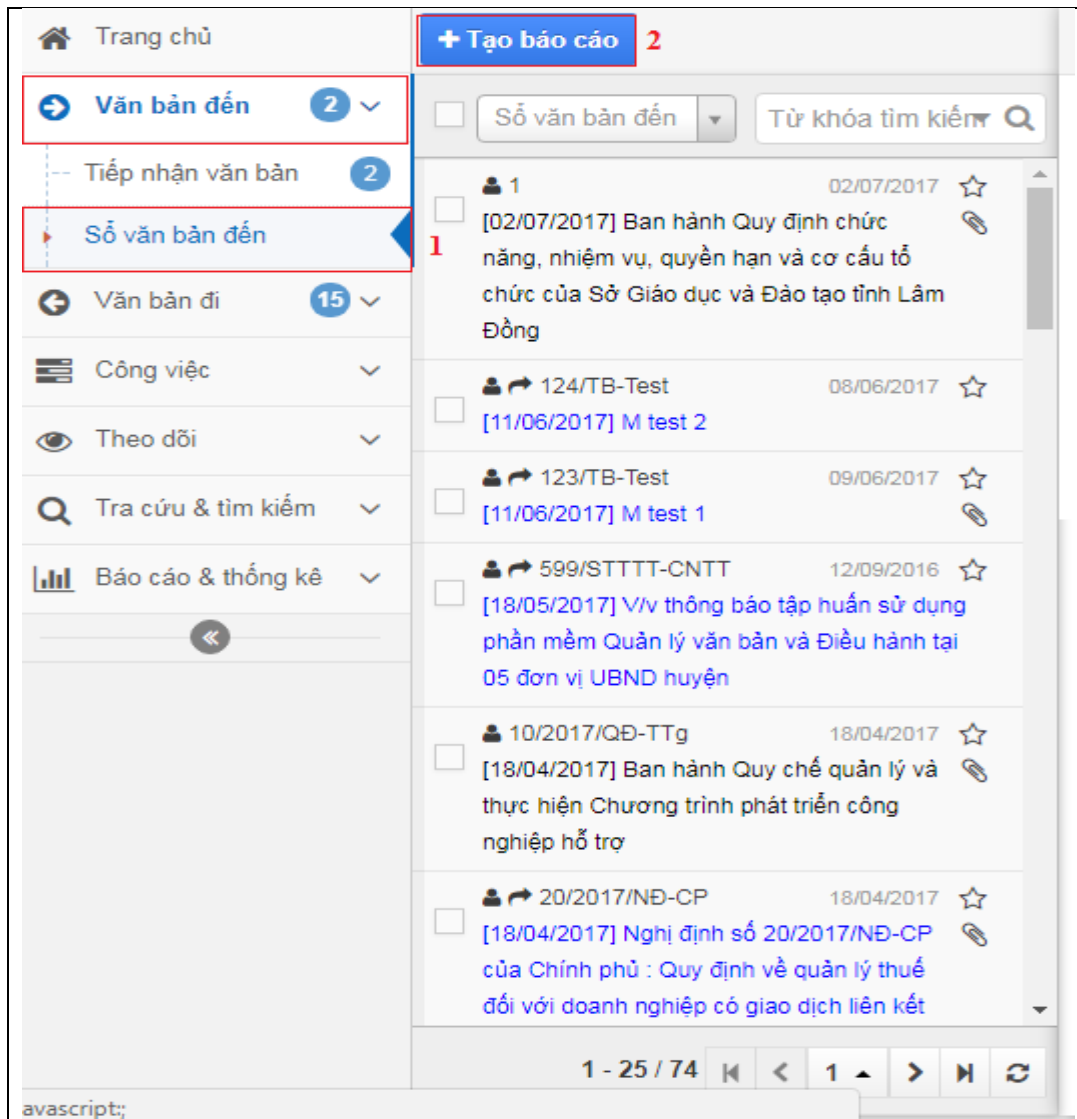 Trang chủ
Văn bản đến 2
Tiếp nhận văn bản 2
Sổ văn bản đến
1
Văn bản đi 15
Công việc
Theo dõi
Tra cứu & tìm kiếm
Báo cáo & thống kê
+ Tạo báo cáo 2
Sổ văn bản đến
Từ khóa tìm kiếm
1 02/07/2017
[02/07/2017] Ban hành Quy định chức
năng, nhiệm vụ, quyền hạn và cơ cấu tổ
chức của Sở Giáo dục và Đào tạo tỉnh Lâm
Đồng
124/TB-Test 08/06/2017
[11/06/2017] M test 2
123/TB-Test 09/06/2017
[11/06/2017] M test 1
599/STTTT-CNTT 12/09/2016
[18/05/2017] V/v thông báo tập huấn sử dụng
phần mềm Quản lý văn bản và Điều hành tại
05 đơn vị UBND huyện
10/2017/QĐ-TTg 18/04/2017
[18/04/2017] Ban hành Quy chế quản lý và
thực hiện Chương trình phát triển công
nghiệp hỗ trợ
20/2017/NĐ-CP 18/04/2017
[18/04/2017] Nghị định số 20/2017/NĐ-CP
của Chính phủ : Quy định về quản lý thuế
đối với doanh nghiệp có giao dịch liên kết
1 - 25 / 74 1
avascript:;